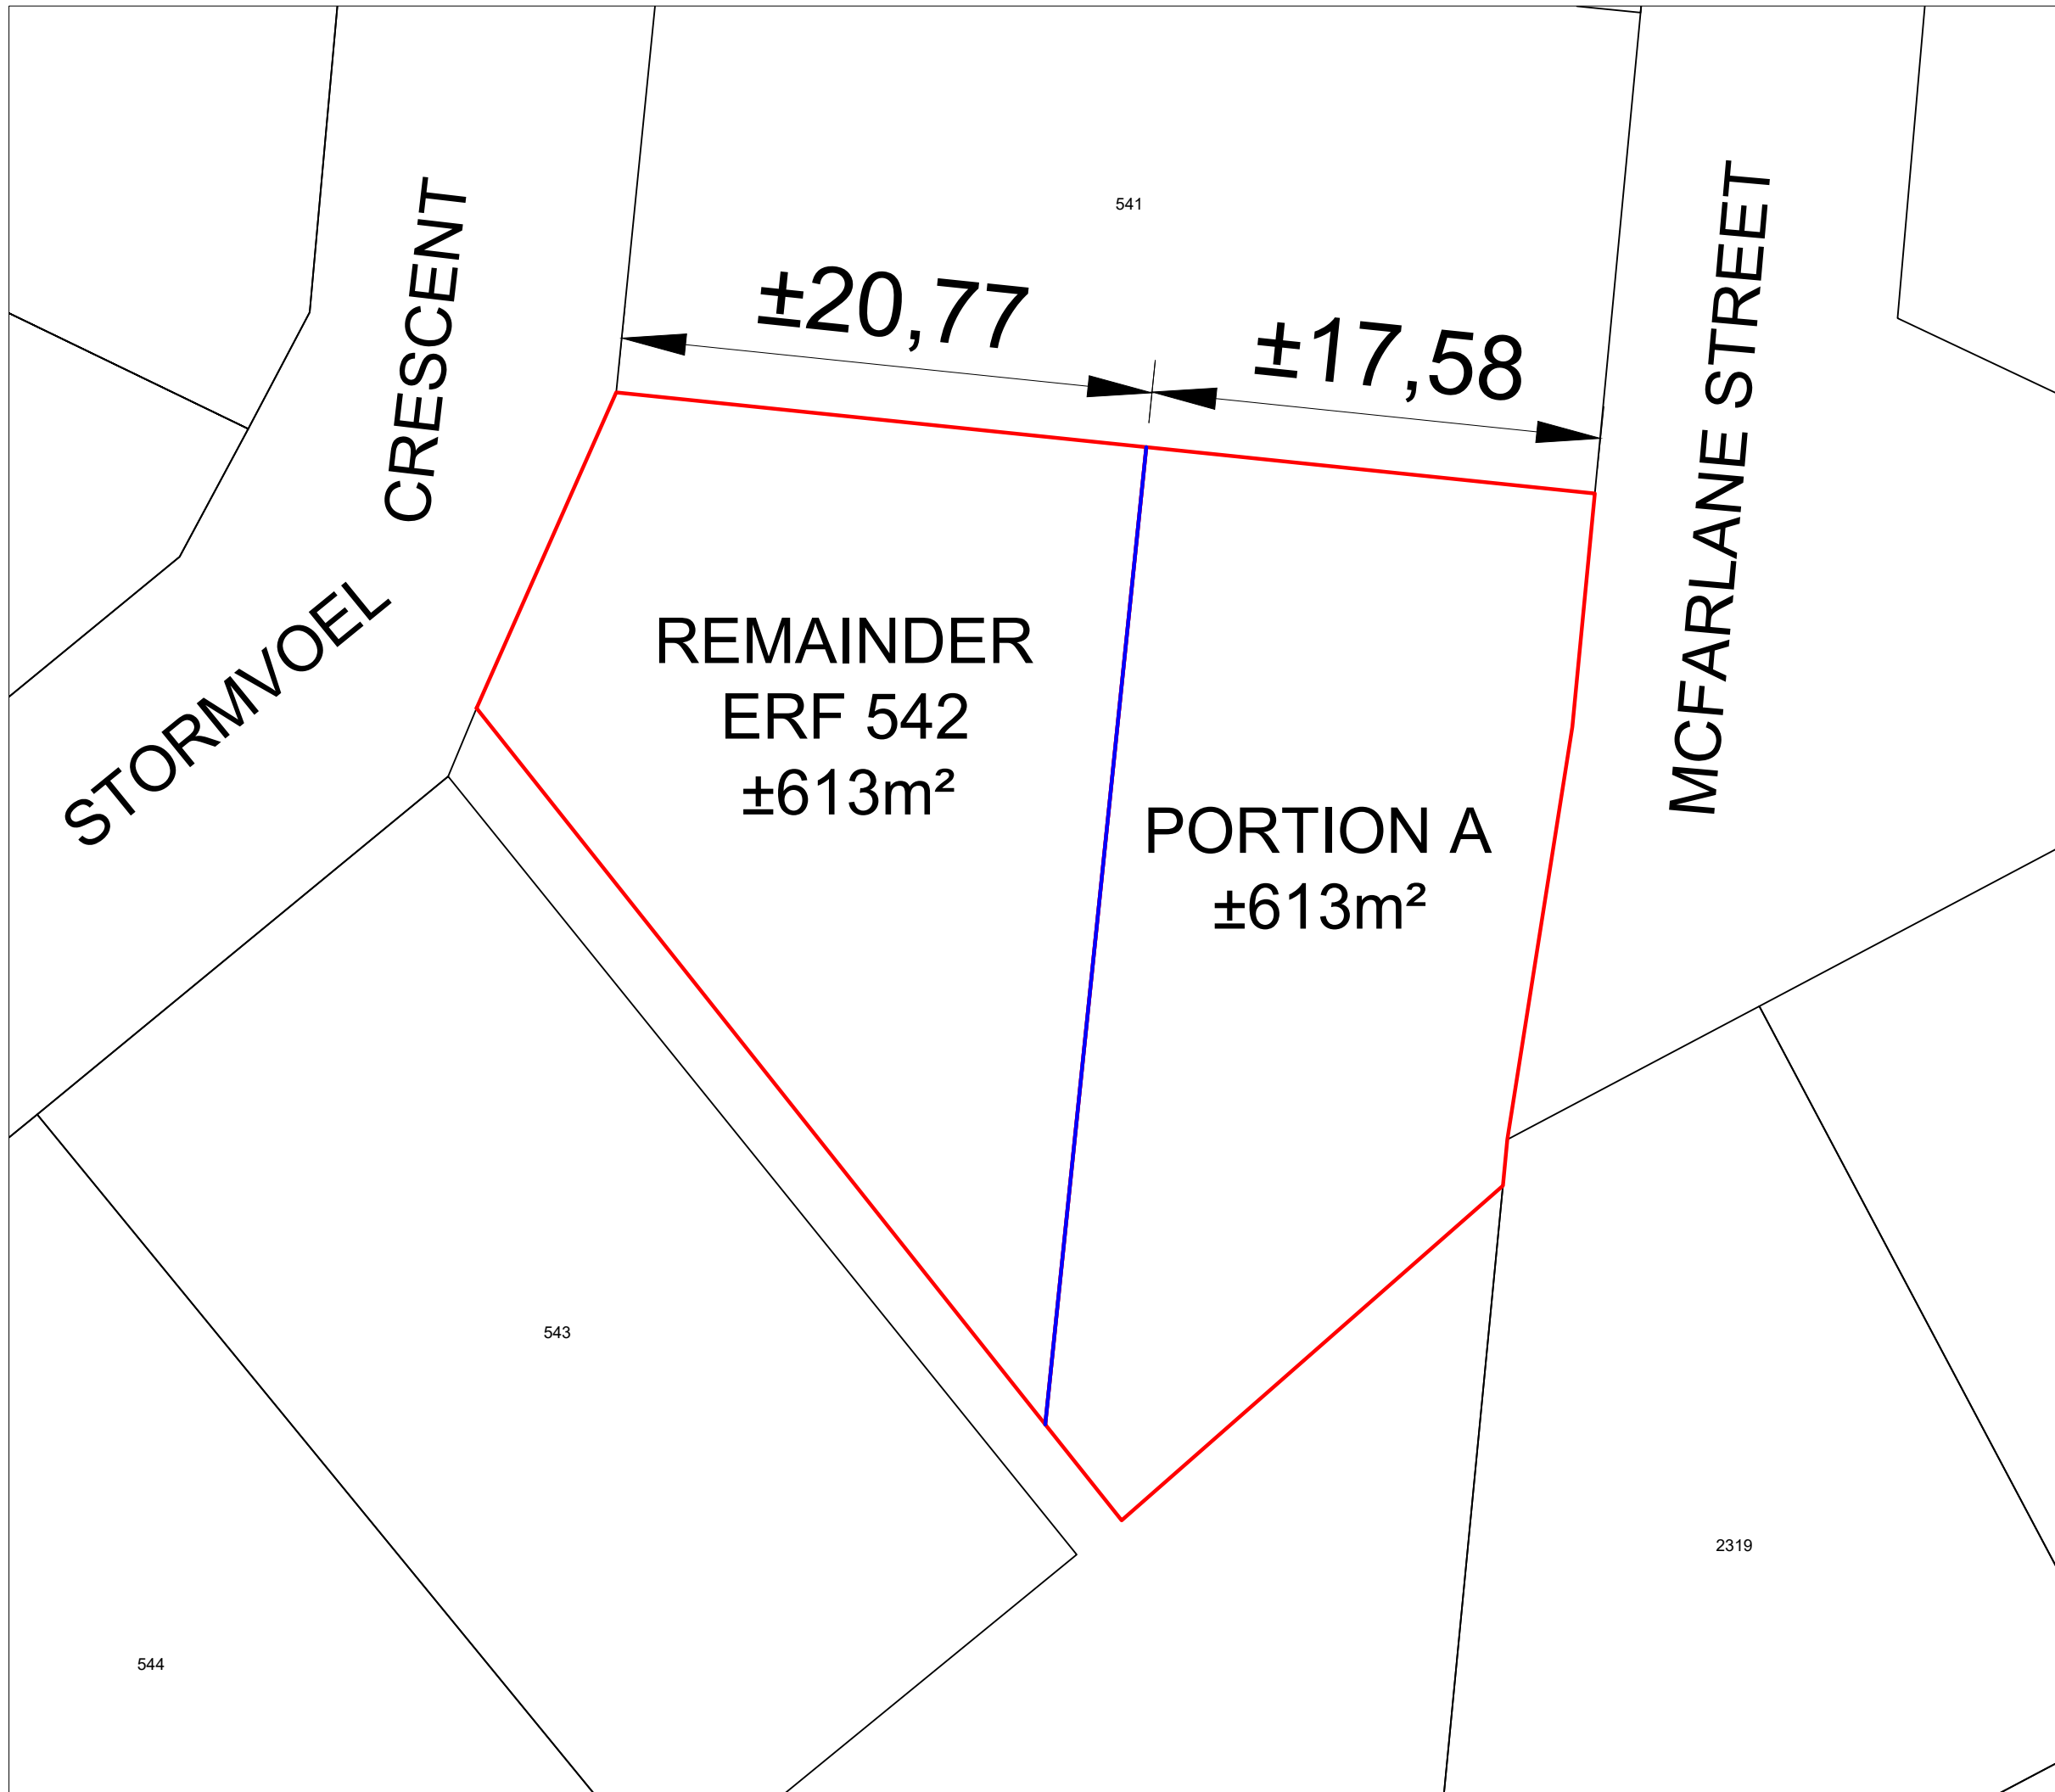 541
±20,77
±17,58
STORMVOEL CRESCENT
MCFARLANE STREET
REMAINDER
ERF 542
±613m²
PORTION A
±613m²
543
2319
544